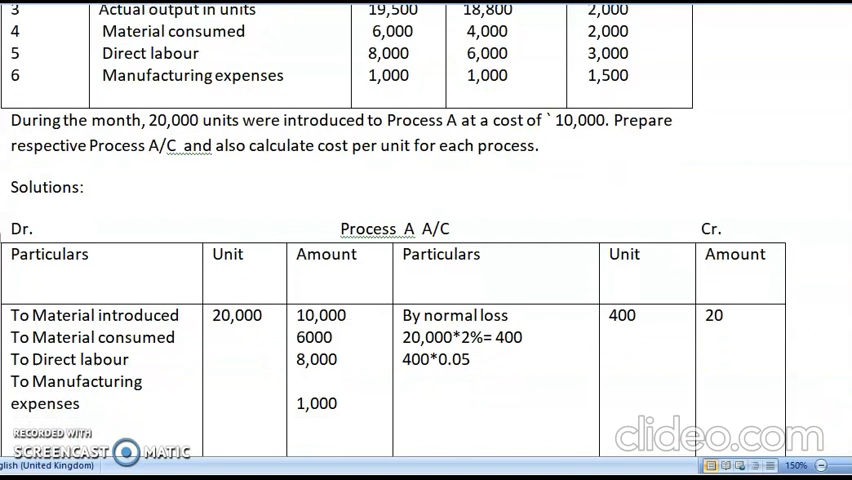 3 Actual output in units 19,500 18,800 2,000
4 Material consumed 6,000 4,000 2,000
5 Direct labour 8,000 6,000 3,000
6 Manufacturing expenses 1,000 1,000 1,500
During the month, 20,000 units were introduced to Process A at a cost of ` 10,000. Prepare
respective Process A/C and also calculate cost per unit for each process.
Solutions:
Dr. Process A A/C Cr.
Particulars Unit Amount Particulars Unit Amount
To Material introduced 20,000 10,000 By normal loss 400 20
To Material consumed 6000 20,000*2%= 400
To Direct labour 8,000 400*0.05
To Manufacturing
expenses 1,000
RECORDED WITH
SCREENCAST MATIC
clideo.com
glish (United Kingdom) 150%